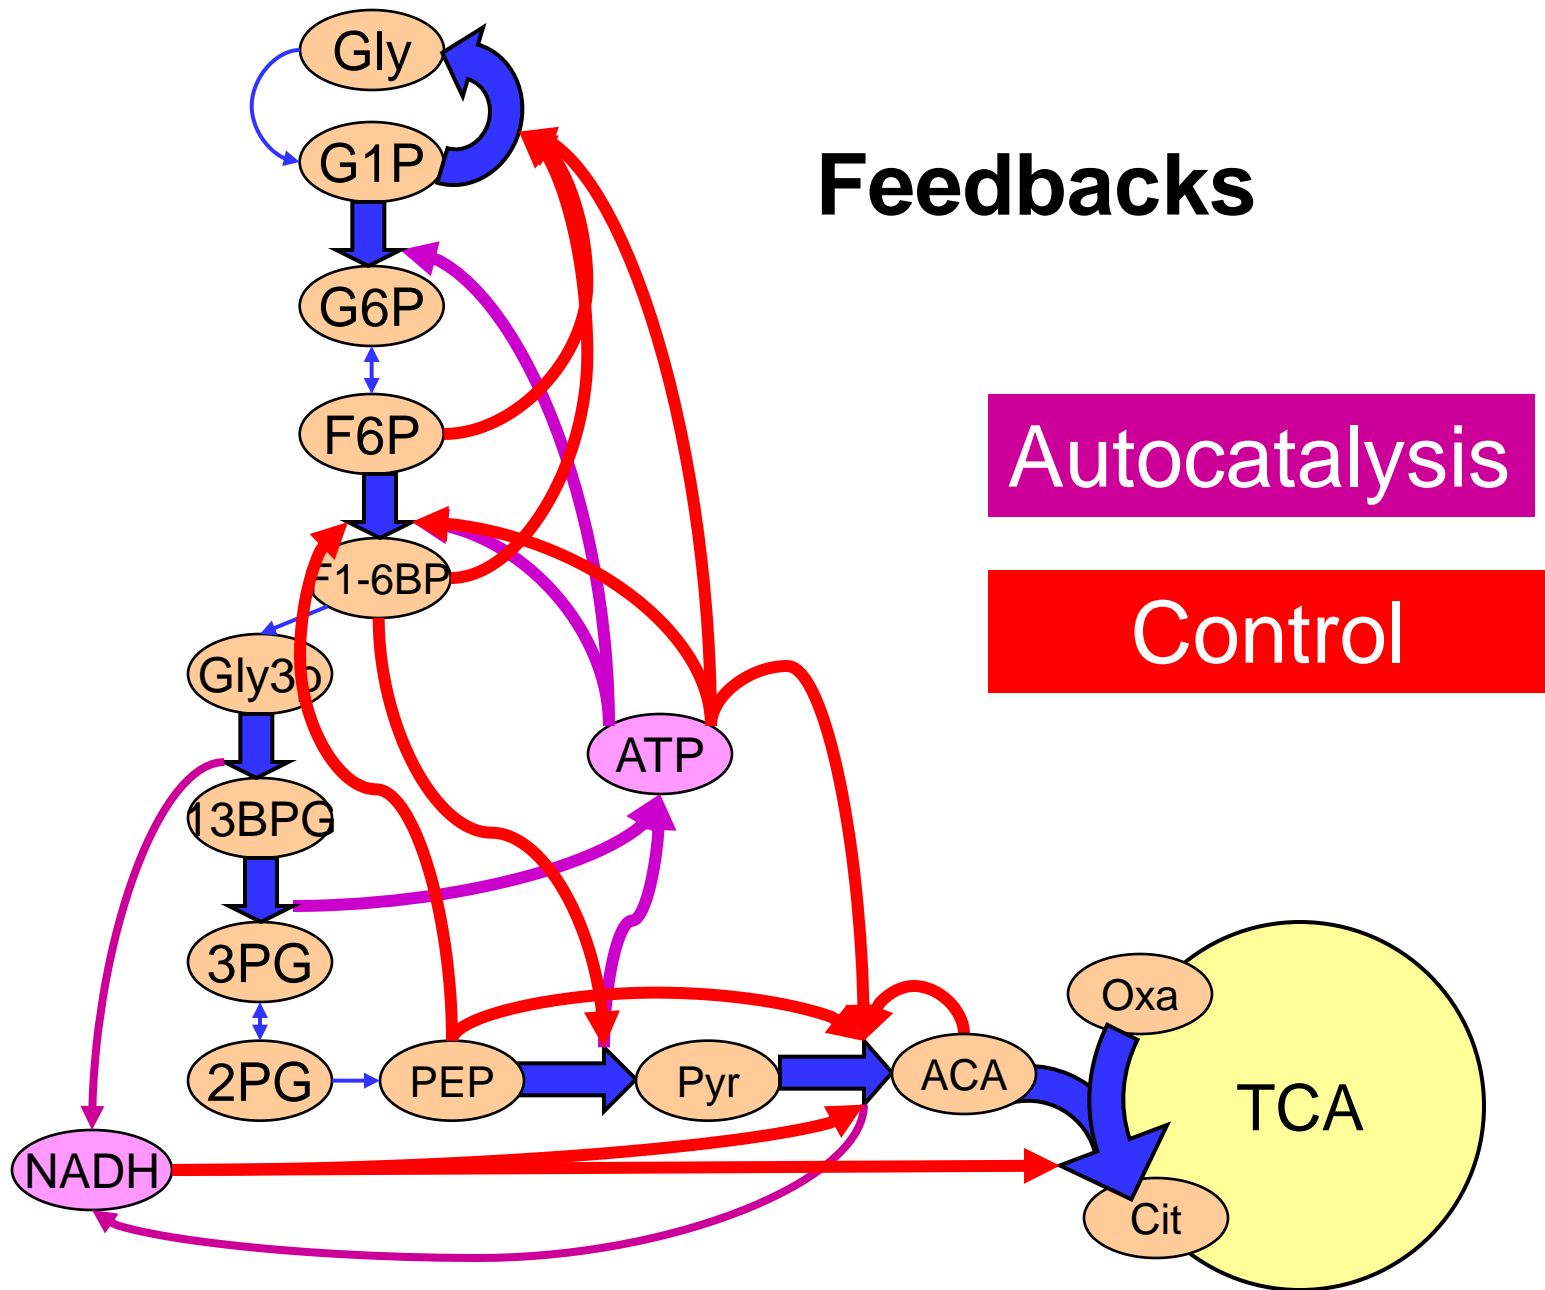 Gly
G1P
Feedbacks
G6P
F6P
Autocatalysis
F1-6BP
Control
Gly3p
ATP
13BPG
3PG
Oxa
2PG
PEP
Pyr
ACA
TCA
NADH
Cit